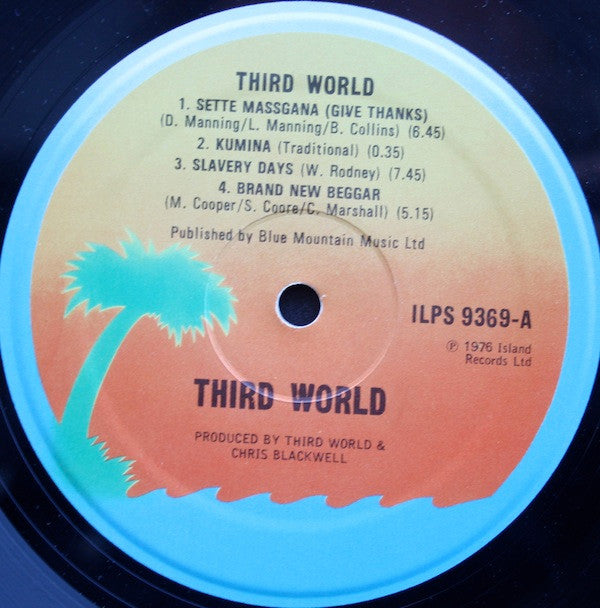 THIRD WORLD
1. SETTE MASSGANA (GIVE THANKS)
(D. Manning/L. Manning/B. Collins) (6.45)
2. KUMINA (Traditional) (0.35)
3. SLAVERY DAYS (W. Rodney) (7.45)
4. BRAND NEW BEGGAR
(M. Cooper/S. Coore/C. Marshall) (5.15)
Published by Blue Mountain Music Ltd
ILPS 9369-A
℗ 1976 Island
Records Ltd
THIRD WORLD
PRODUCED BY THIRD WORLD &
CHRIS BLACKWELL